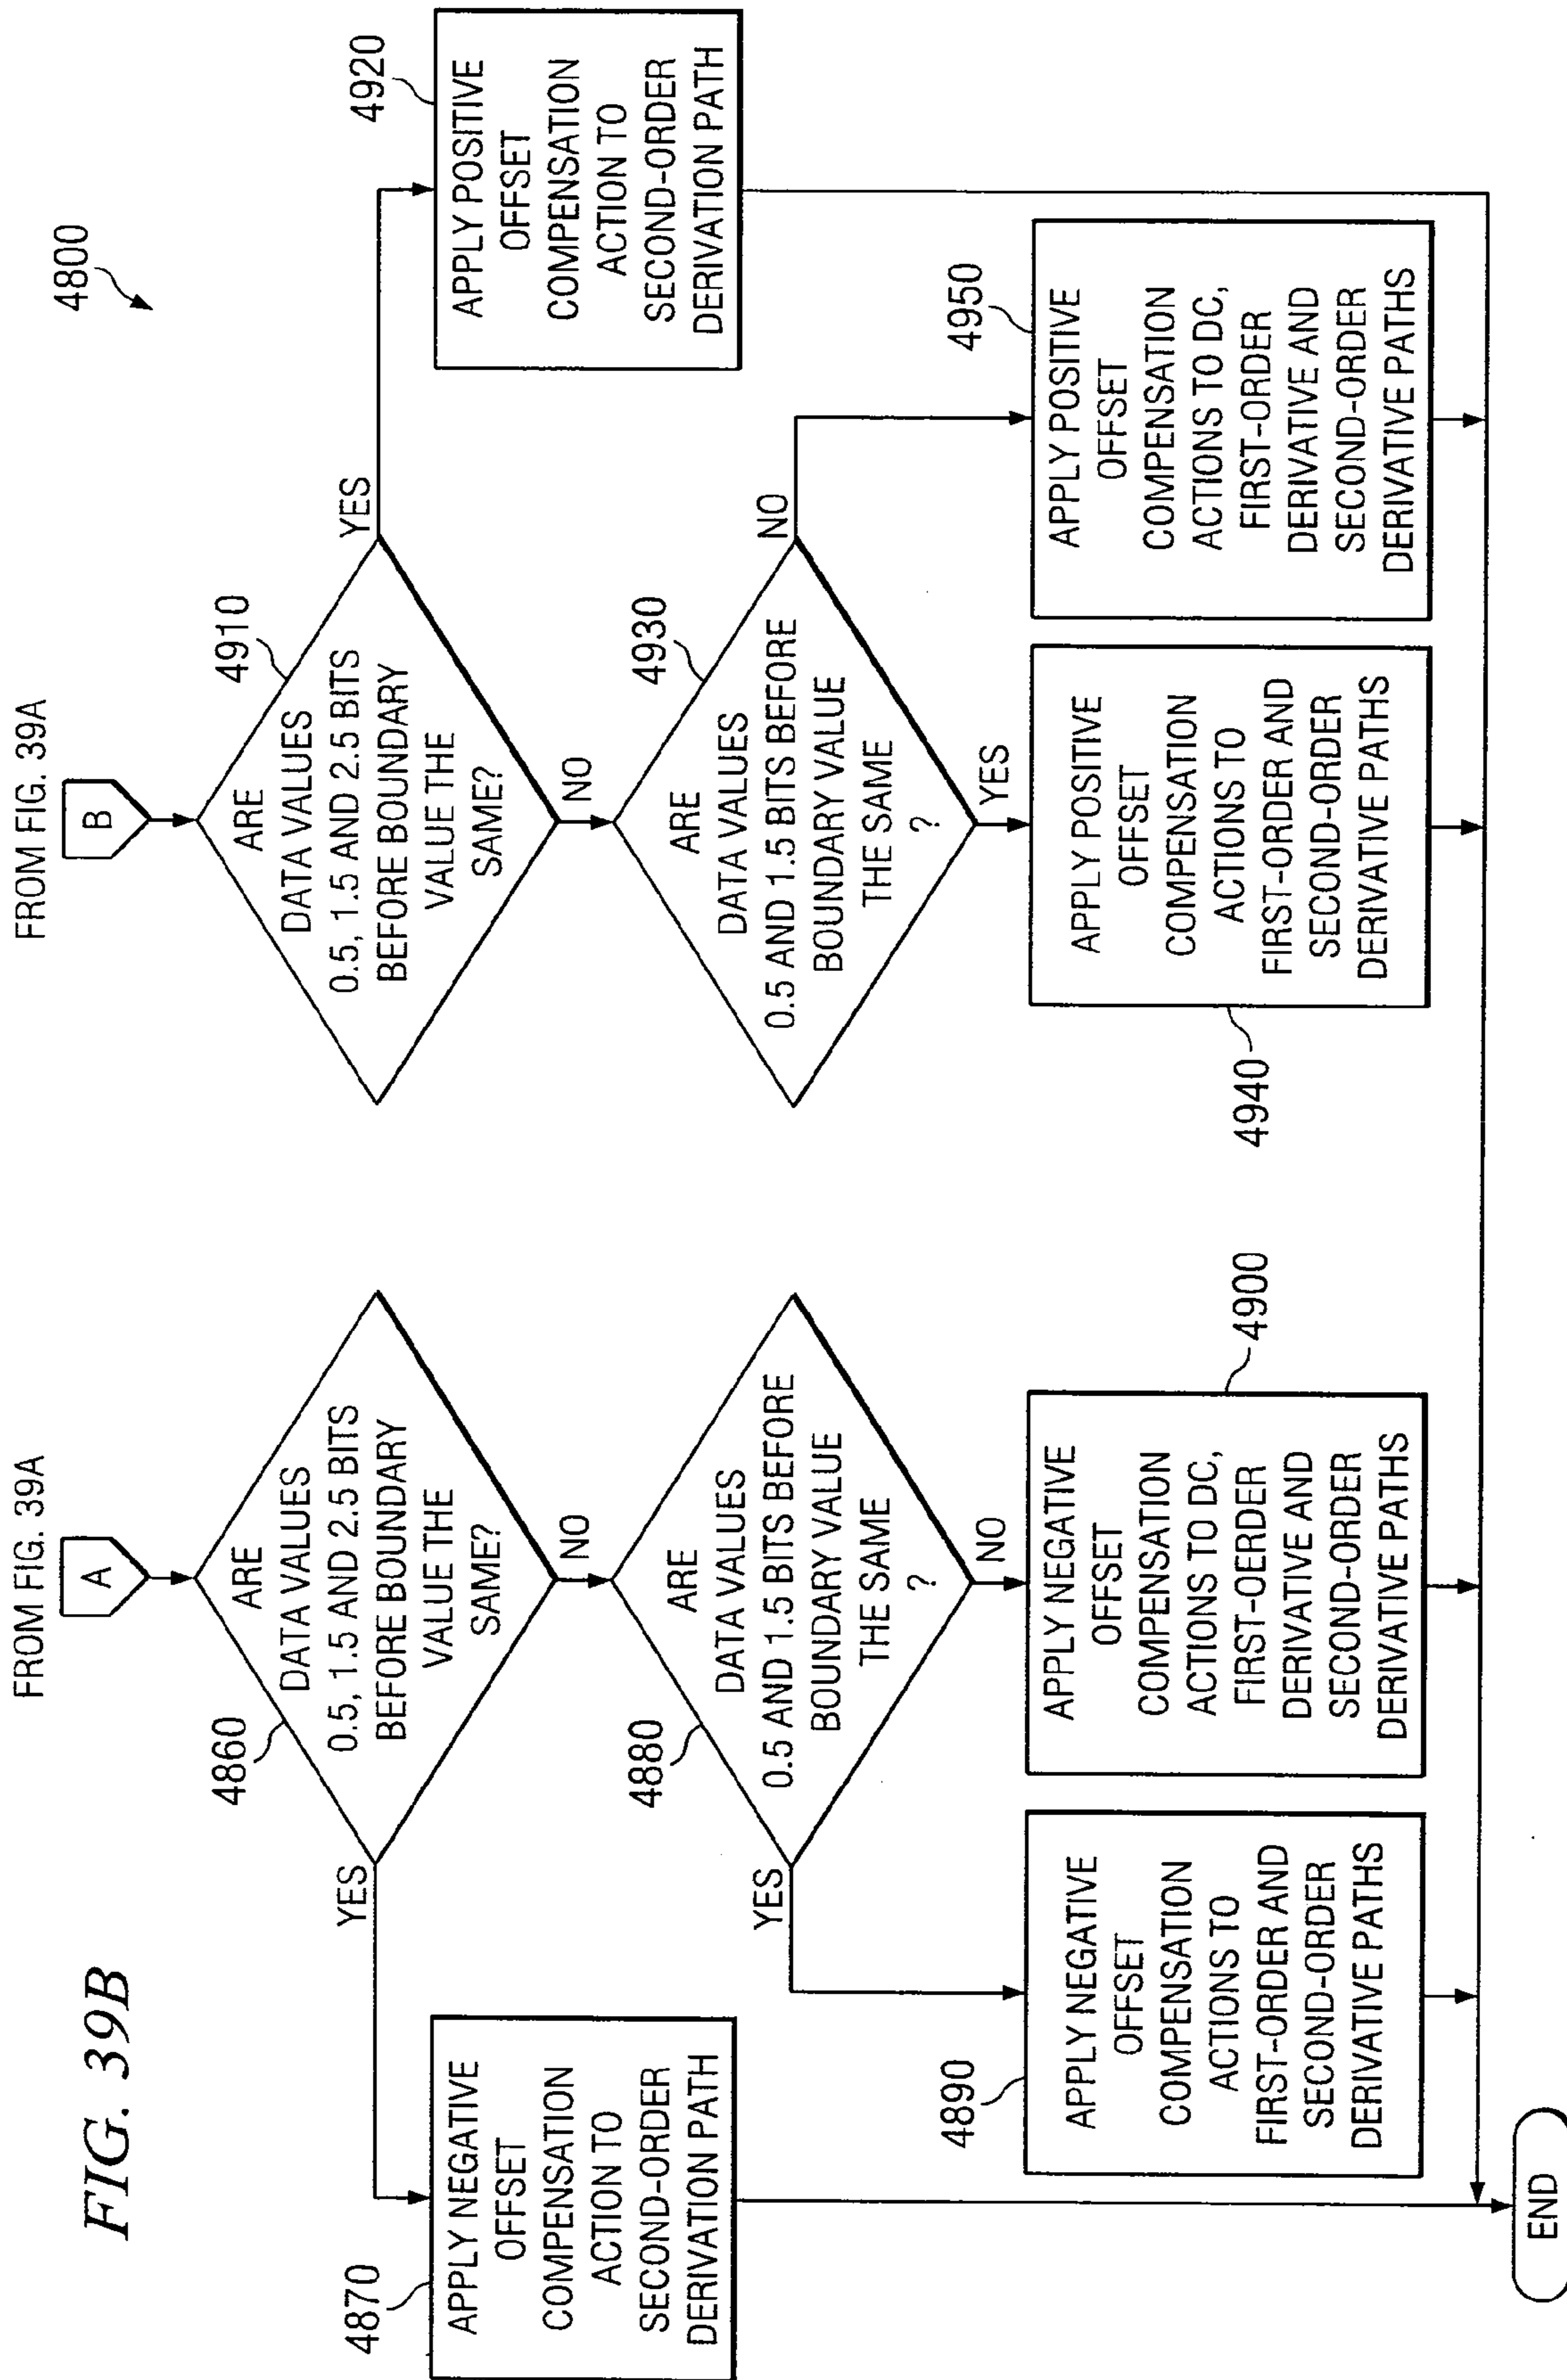 FIG. 39B
4800
FROM FIG. 39A
A
4860
ARE
DATA VALUES
0.5, 1.5 AND 2.5 BITS
BEFORE BOUNDARY
VALUE THE
SAME?
YES
NO
4870
APPLY NEGATIVE
OFFSET
COMPENSATION
ACTION TO
SECOND-ORDER
DERIVATION PATH
4880
ARE
DATA VALUES
0.5 AND 1.5 BITS BEFORE
BOUNDARY VALUE
THE SAME
?
YES
NO
4890
APPLY NEGATIVE
OFFSET
COMPENSATION
ACTIONS TO
FIRST-ORDER AND
SECOND-ORDER
DERIVATIVE PATHS
4900
APPLY NEGATIVE
OFFSET
COMPENSATION
ACTIONS TO DC,
FIRST-OERDER
DERIVATIVE AND
SECOND-ORDER
DERIVATIVE PATHS
FROM FIG. 39A
B
4910
ARE
DATA VALUES
0.5, 1.5 AND 2.5 BITS
BEFORE BOUNDARY
VALUE THE
SAME?
YES
NO
4920
APPLY POSITIVE
OFFSET
COMPENSATION
ACTION TO
SECOND-ORDER
DERIVATION PATH
4930
ARE
DATA VALUES
0.5 AND 1.5 BITS BEFORE
BOUNDARY VALUE
THE SAME
?
NO
YES
4940
APPLY POSITIVE
OFFSET
COMPENSATION
ACTIONS TO
FIRST-ORDER AND
SECOND-ORDER
DERIVATIVE PATHS
4950
APPLY POSITIVE
OFFSET
COMPENSATION
ACTIONS TO DC,
FIRST-ORDER
DERIVATIVE AND
SECOND-ORDER
DERIVATIVE PATHS
END